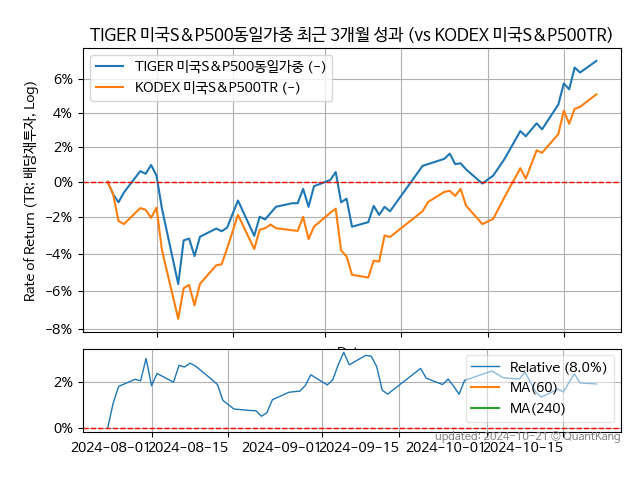 TIGER 미국S&P500동일가중 최근 3개월 성과 (vs KODEX 미국S&P500TR)
Rate of Return (TR: 배당재투자, Log)
TIGER 미국S&P500동일가중 (-)
KODEX 미국S&P500TR (-)
6%
4%
2%
0%
−2%
−4%
−6%
−8%
2%
0%
Relative (8.0%)
MA(60)
MA(240)
2024-08-01
2024-08-15
2024-09-01
2024-09-15
2024-10-01
2024-10-15
updated: 2024-10-21 © QuantKang